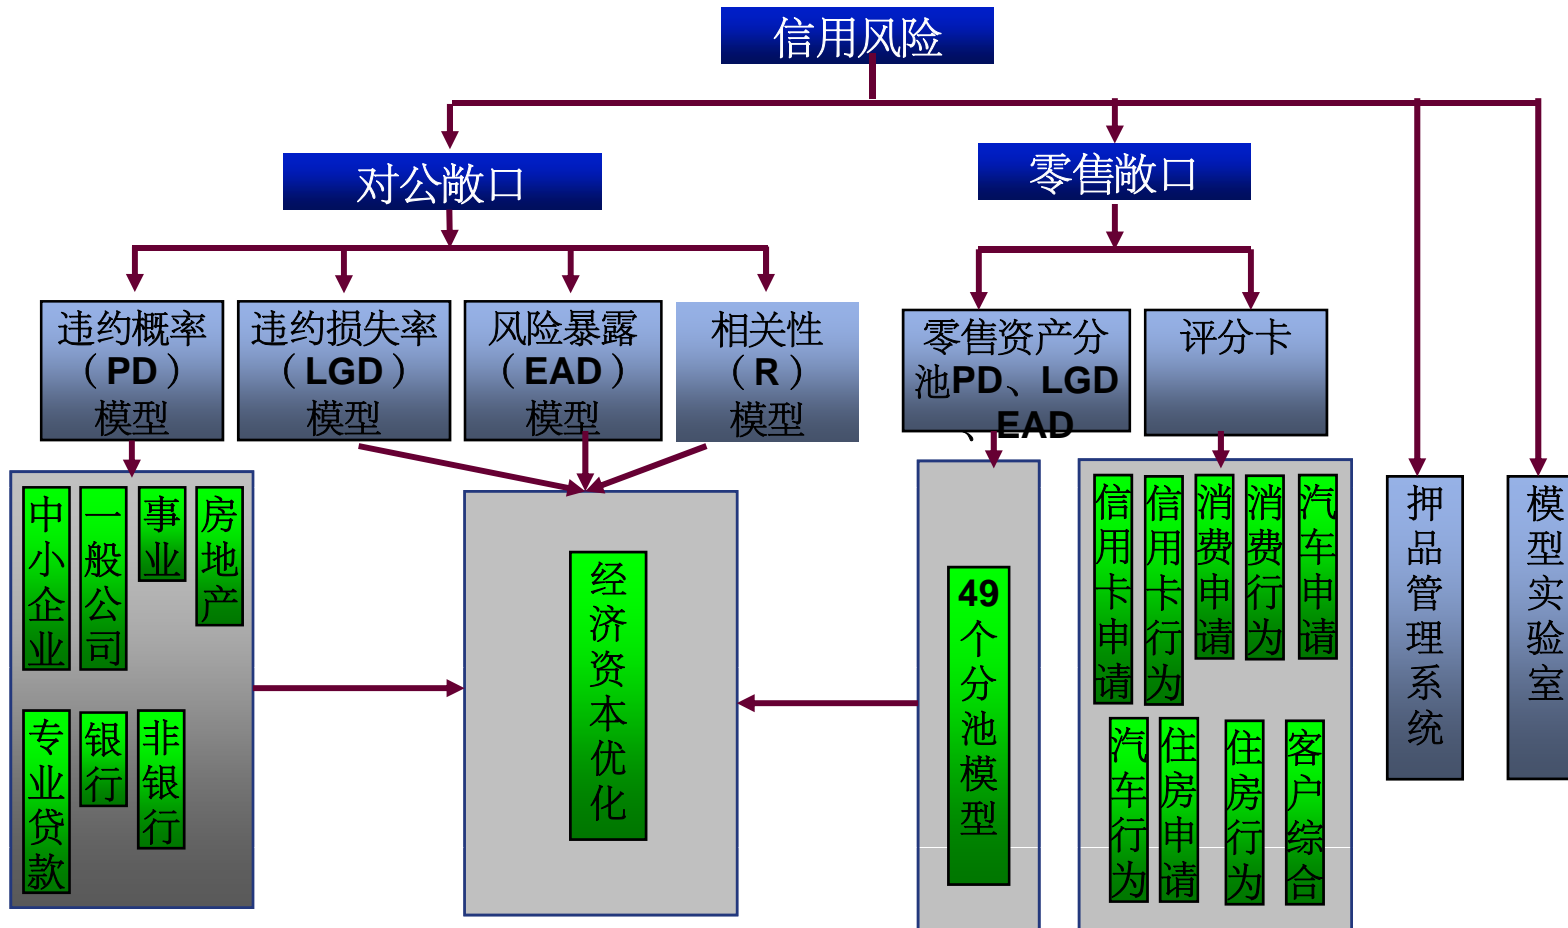 信用风险
对公敞口
零售敞口
违约概率
（PD）
模型
违约损失率
（LGD）
模型
风险暴露
（EAD）
模型
相关性
（R）
模型
零售资产分
池PD、LGD
、EAD
评分卡
中小企业
一般公司
事业
房地产
专业贷款
银行
非银行
经济资本优化
49个分池模型
信用卡申请
信用卡行为
消费申请
消费行为
汽车申请
汽车行为
住房申请
住房行为
客户综合
押品管理系统
模型实验室